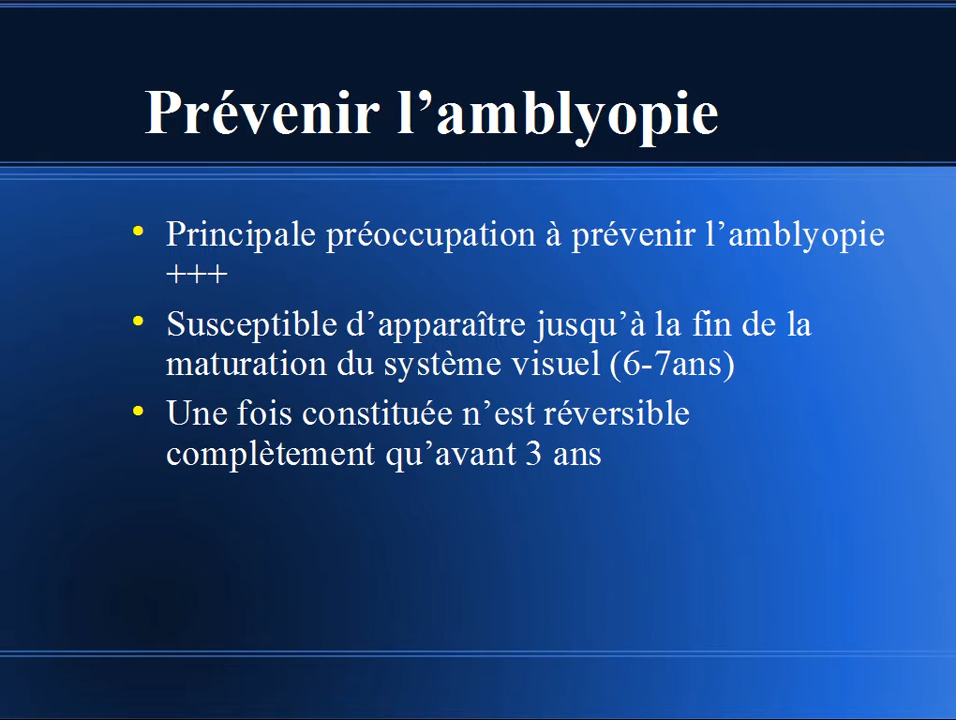 Prévenir l’amblyopie
• Principale préoccupation à prévenir l’amblyopie
+++
• Susceptible d’apparaître jusqu’à la fin de la
maturation du système visuel (6-7ans)
• Une fois constituée n’est réversible
complètement qu’avant 3 ans